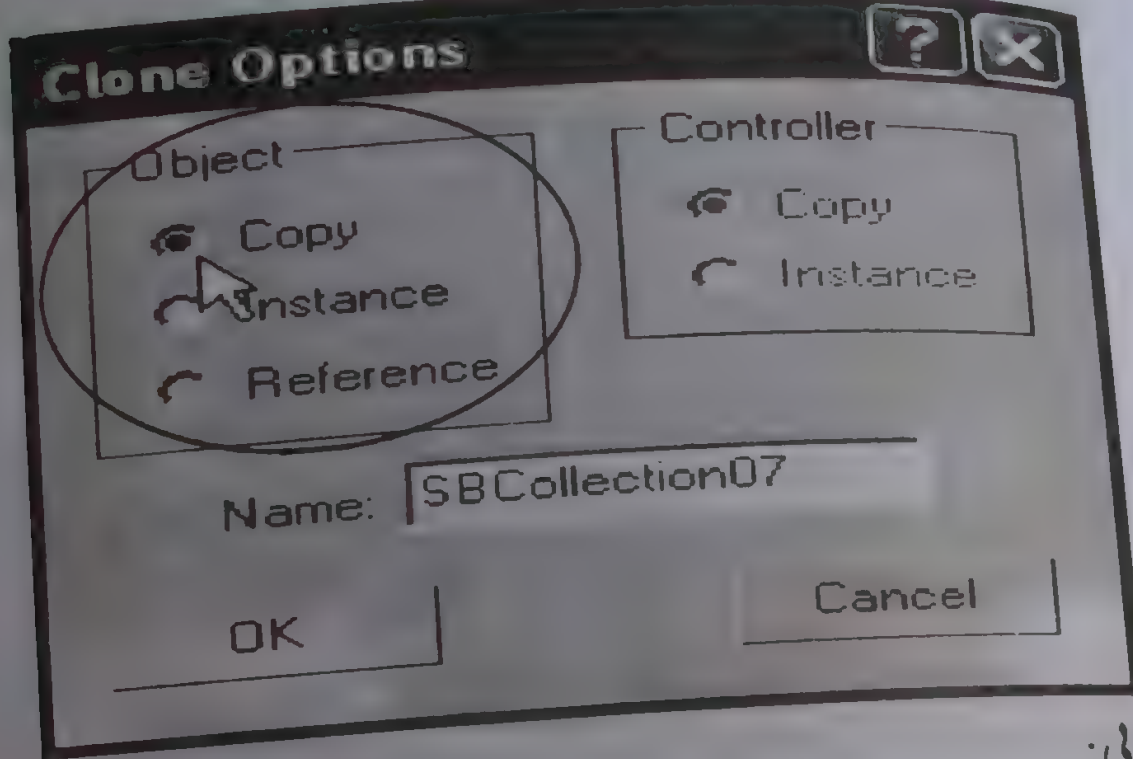 Clone Options
Object
Copy
Instance
Reference
Controller
Copy
Instance
Name: SBCollection07
OK
Cancel